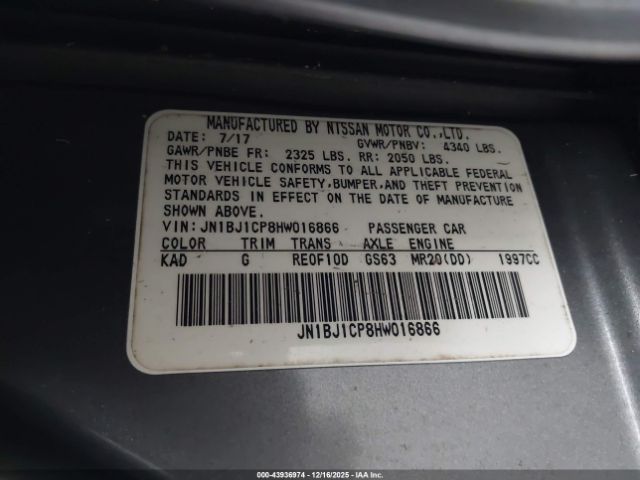 MANUFACTURED BY NISSAN MOTOR CO.,LTD.
DATE: 7/17 GVWR/PNBV: 4340 LBS.
GAWR/PNBE FR: 2325 LBS. RR: 2050 LBS.
THIS VEHICLE CONFORMS TO ALL APPLICABLE FEDERAL
MOTOR VEHICLE SAFETY,BUMPER,AND THEFT PREVENTION
STANDARDS IN EFFECT ON THE DATE OF MANUFACTURE
SHOWN ABOVE.
VIN: JN1BJ1CP8HW016866 PASSENGER CAR
COLOR TRIM TRANS AXLE ENGINE
KAD G RE0F10D GS63 MR20(DD) 1997CC
JN1BJ1CP8HW016866
000-43936974 - 12/16/2025 - IAAI.com